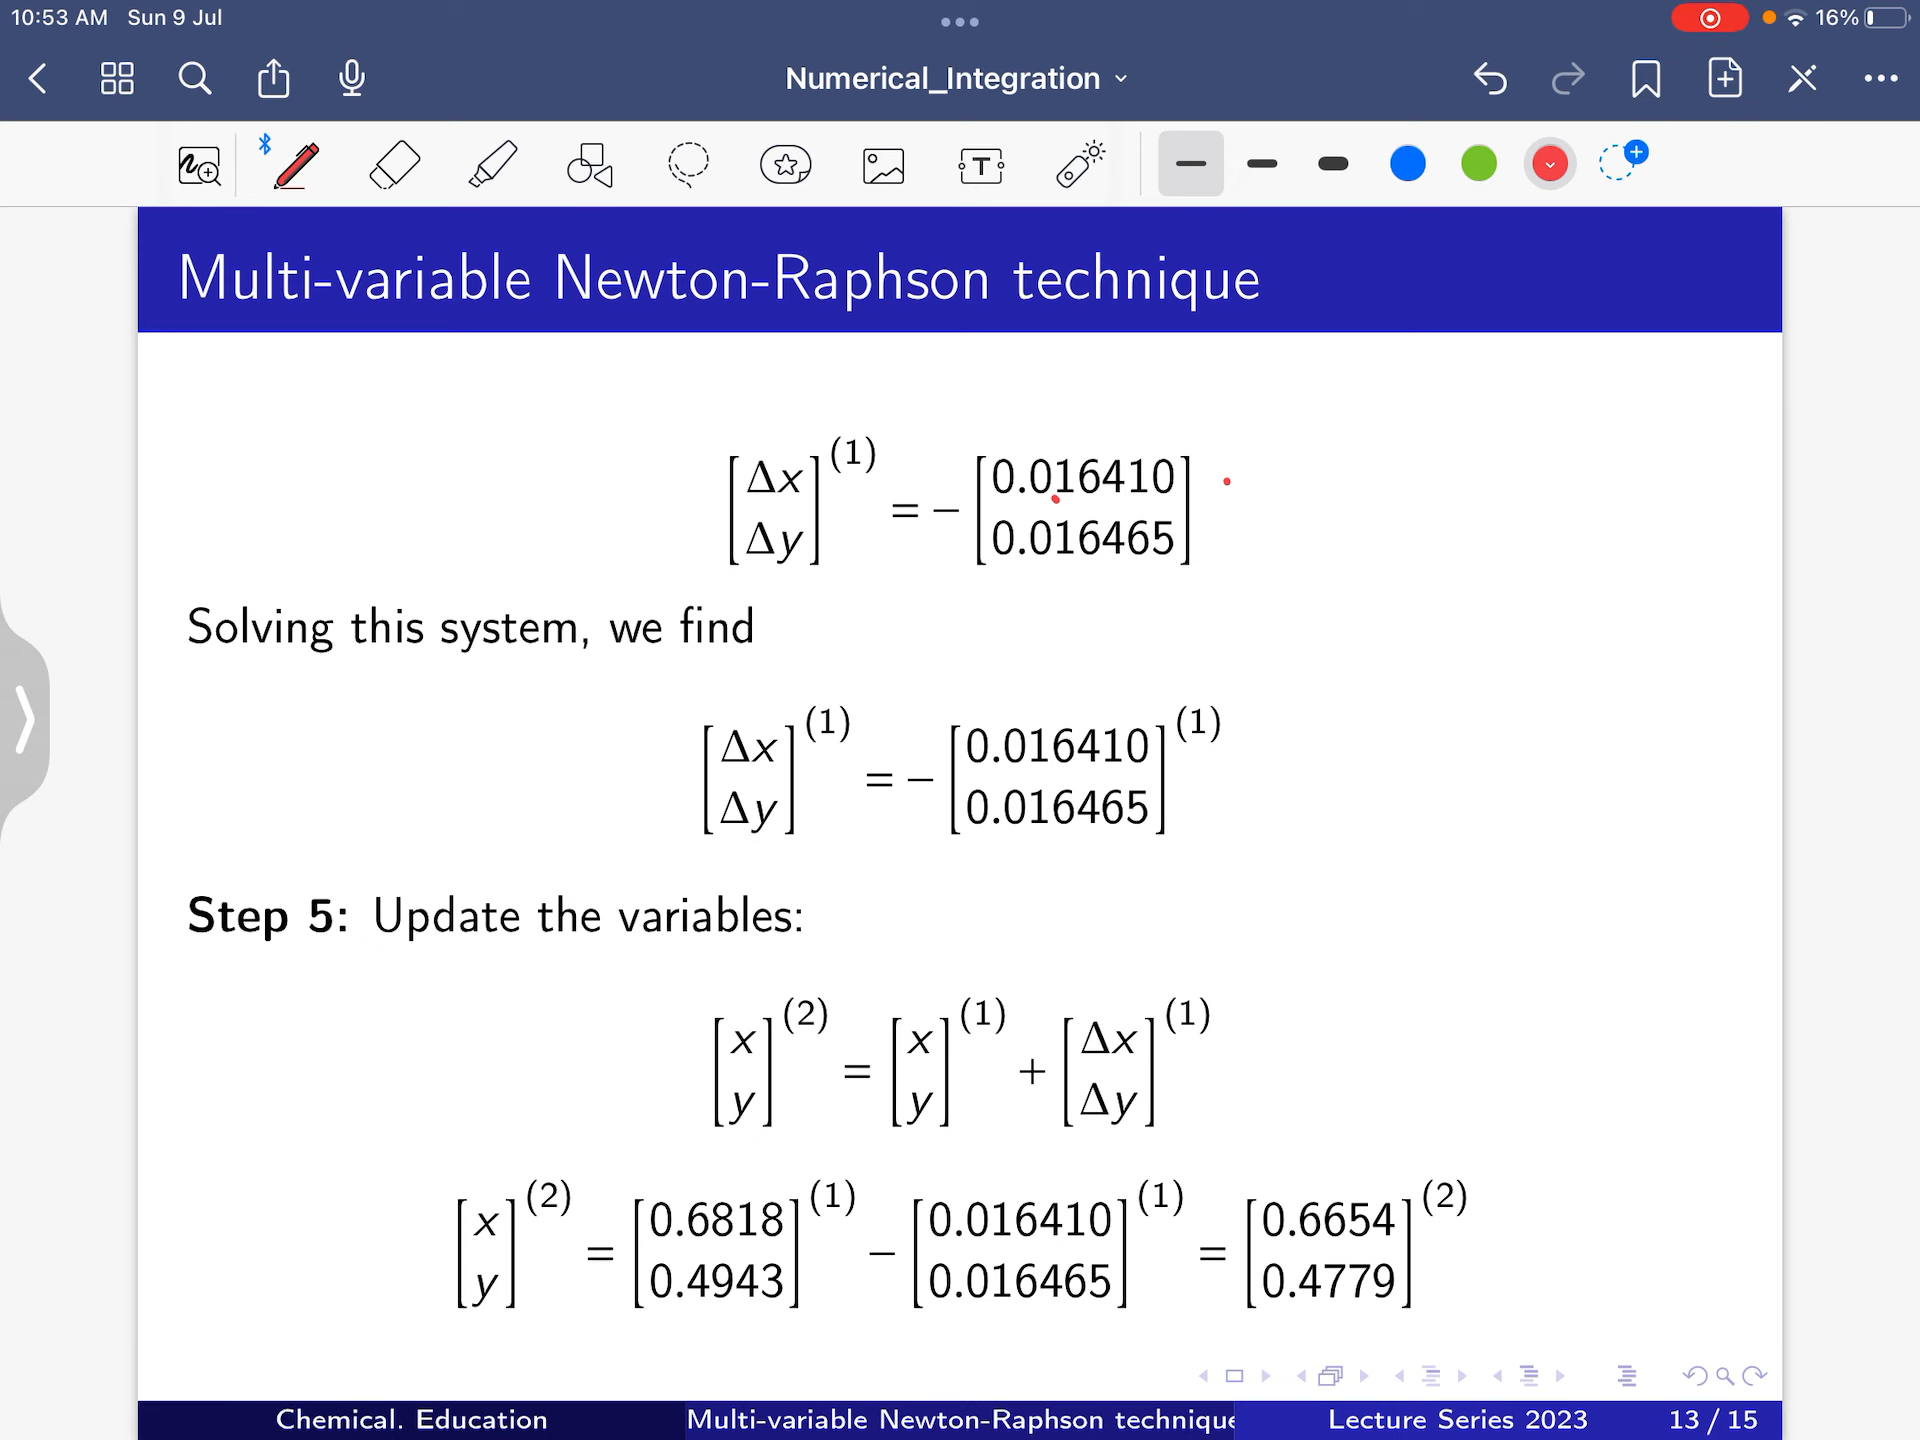 10:53 AM Sun 9 Jul
16%
Numerical_Integration
T
Multi-variable Newton-Raphson technique
[Δx Δy]^(1) = − [0.016410 0.016465]
Solving this system, we find
[Δx Δy]^(1) = − [0.016410 0.016465]^(1)
Step 5: Update the variables:
[x y]^(2) = [x y]^(1) + [Δx Δy]^(1)
[x y]^(2) = [0.6818 0.4943]^(1) − [0.016410 0.016465]^(1) = [0.6654 0.4779]^(2)
Chemical. Education Multi-variable Newton-Raphson technique Lecture Series 2023 13 / 15